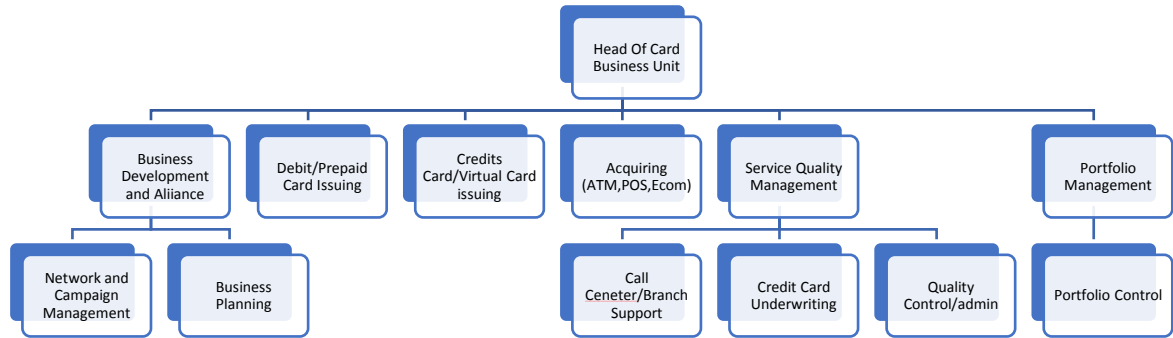 Head Of Card
Business Unit
Business
Development
and Aliiance
Debit/Prepaid
Card Issuing
Credits
Card/Virtual Card
issuing
Acquiring
(ATM,POS,Ecom)
Service Quality
Management
Portfolio
Management
Network and
Campaign
Management
Business
Planning
Call
Ceneter/Branch
Support
Credit Card
Underwriting
Quality
Control/admin
Portfolio Control